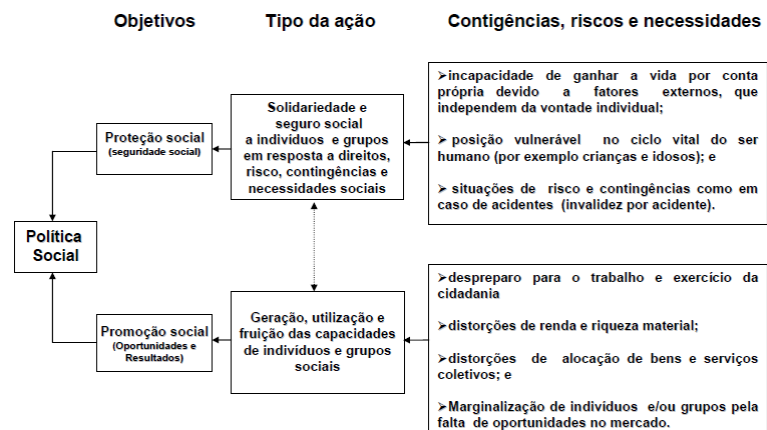 Objetivos
Tipo da ação
Contigências, riscos e necessidades
Política
Social
Proteção social
(seguridade social)
Solidariedade e
seguro social
a indivíduos e grupos
em resposta a direitos,
risco, contingências e
necessidades sociais
➢incapacidade de ganhar a vida por conta
própria devido a fatores externos, que
independem da vontade individual;
➢ posição vulnerável no ciclo vital do ser
humano (por exemplo crianças e idosos); e
➢ situações de risco e contingências como em
caso de acidentes (invalidez por acidente).
Promoção social
(Oportunidades e
Resultados)
Geração, utilização e
fruição das capacidades
de indivíduos e grupos
sociais
➢despreparo para o trabalho e exercício da
cidadania
➢distorções de renda e riqueza material;
➢distorções de alocação de bens e serviços
coletivos; e
➢Marginalização de indivíduos e/ou grupos pela
falta de oportunidades no mercado.